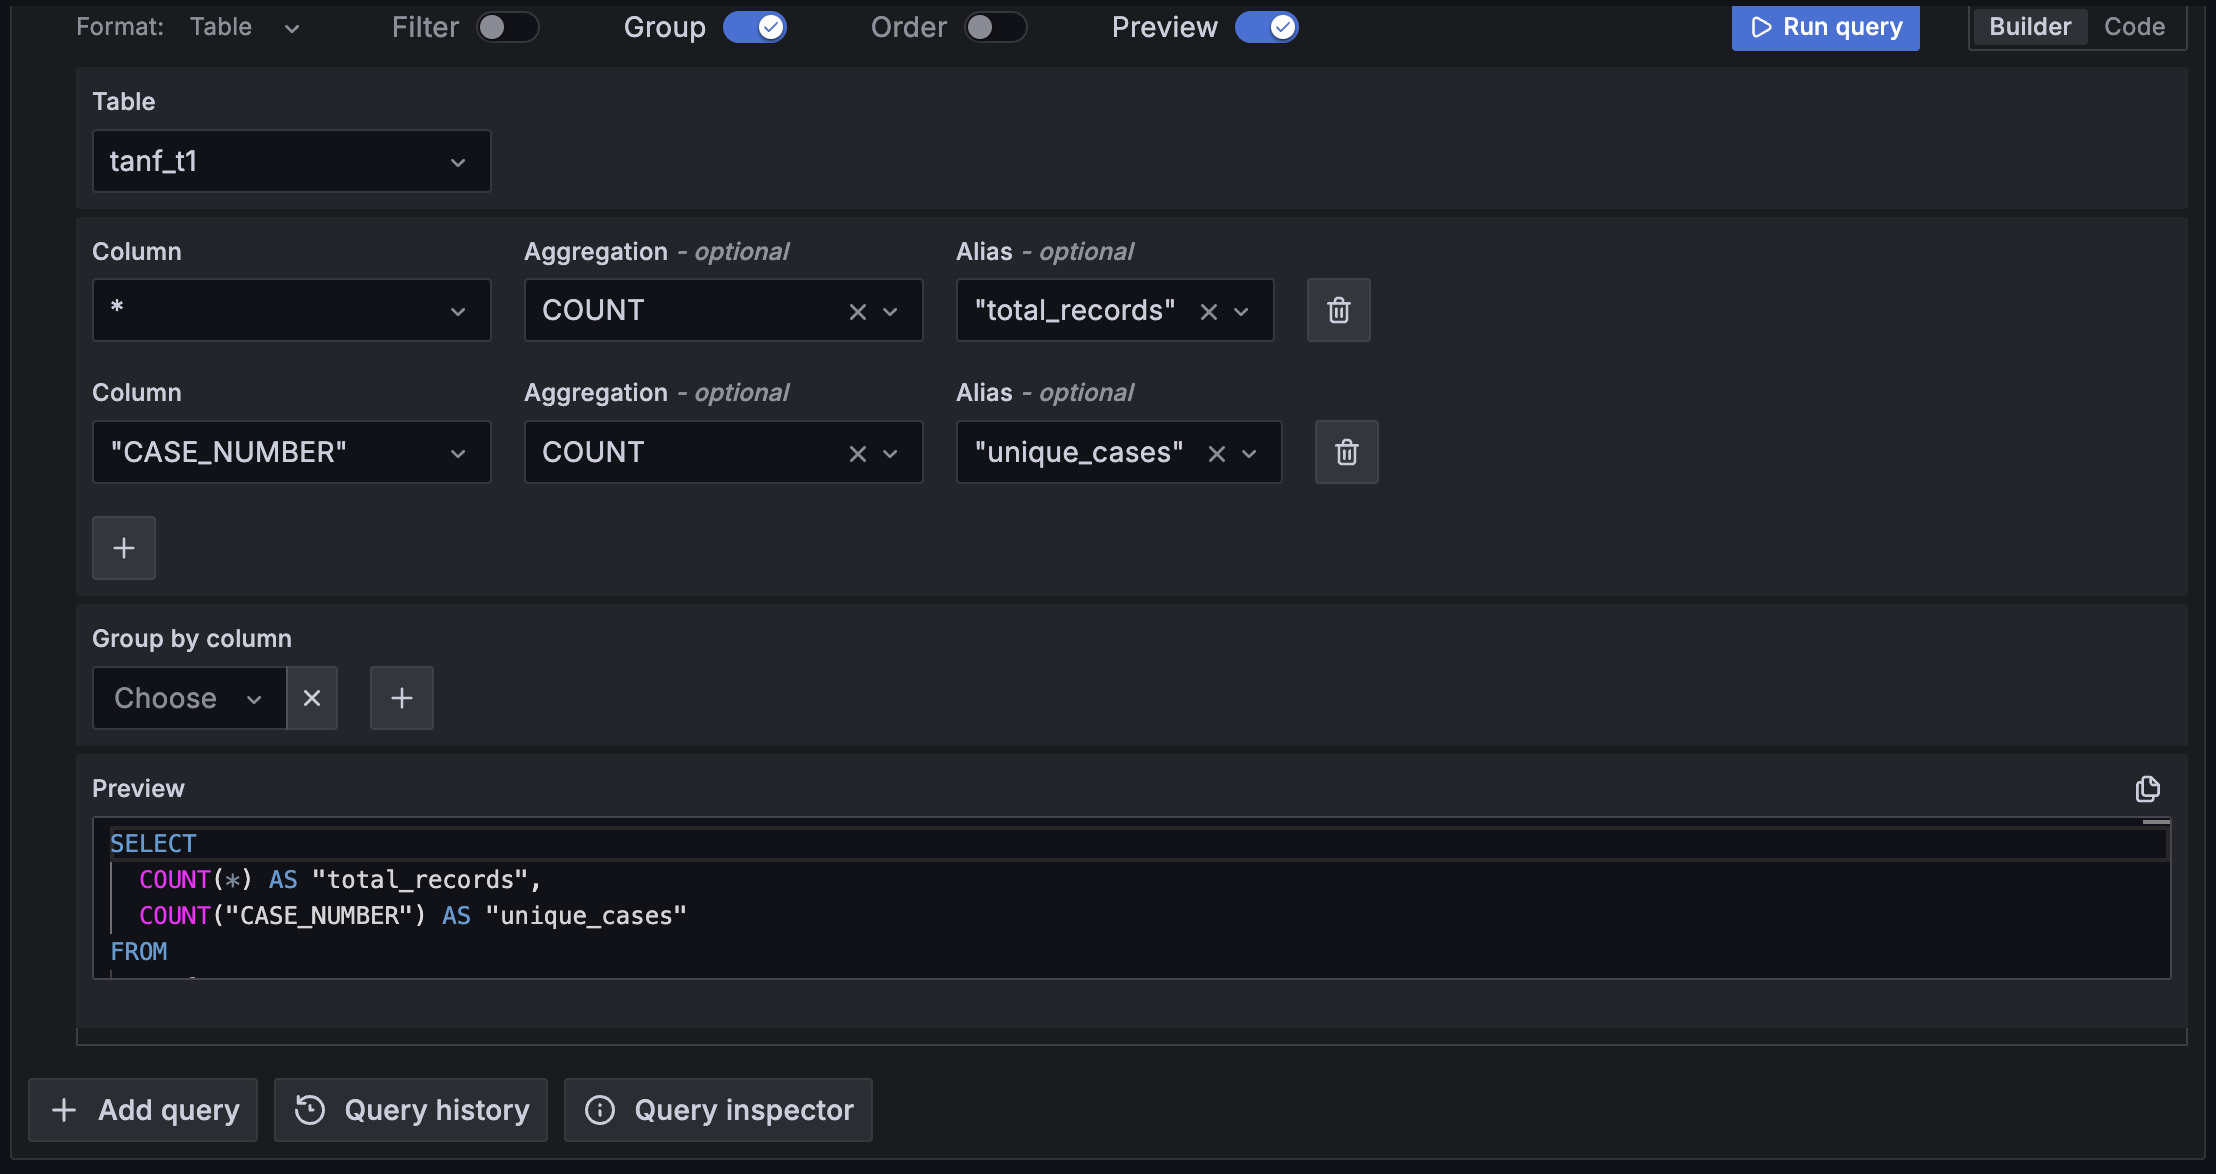 Format: Table Filter Group Order Preview Run query Builder Code
Table
tanf_t1
Column Aggregation - optional Alias - optional
* COUNT "total_records"
Column Aggregation - optional Alias - optional
"CASE_NUMBER" COUNT "unique_cases"
Group by column
Choose
Preview
SELECT
COUNT(*) AS "total_records",
COUNT("CASE_NUMBER") AS "unique_cases"
FROM
Add query Query history Query inspector